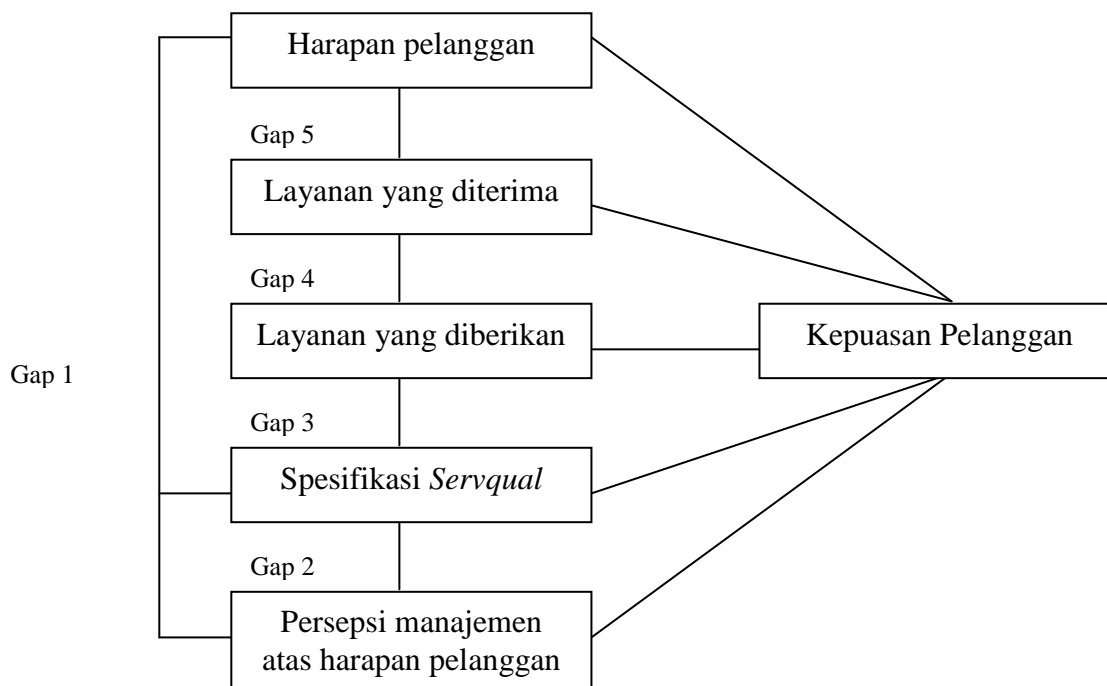 Harapan pelanggan
Gap 5
Layanan yang diterima
Gap 4
Layanan yang diberikan
Kepuasan Pelanggan
Gap 1
Gap 3
Spesifikasi Servqual
Gap 2
Persepsi manajemen
atas harapan pelanggan